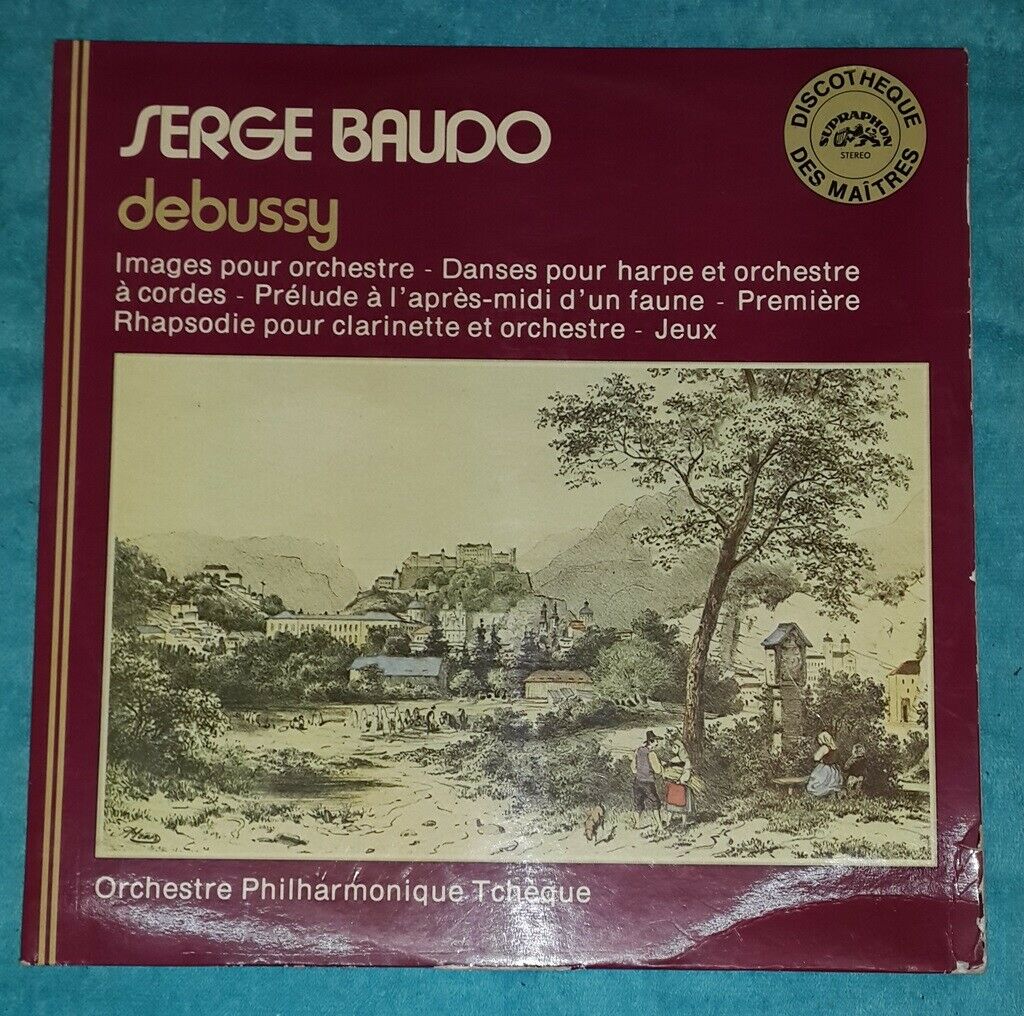 SERGE BAUDO
debussy
Images pour orchestre - Danses pour harpe et orchestre
à cordes - Prélude à l'après-midi d'un faune - Première
Rhapsodie pour clarinette et orchestre - Jeux
DISCOTHEQUE
SUPRAPHON
STEREO
DES MAÎTRES
Orchestre Philharmonique Tchèque